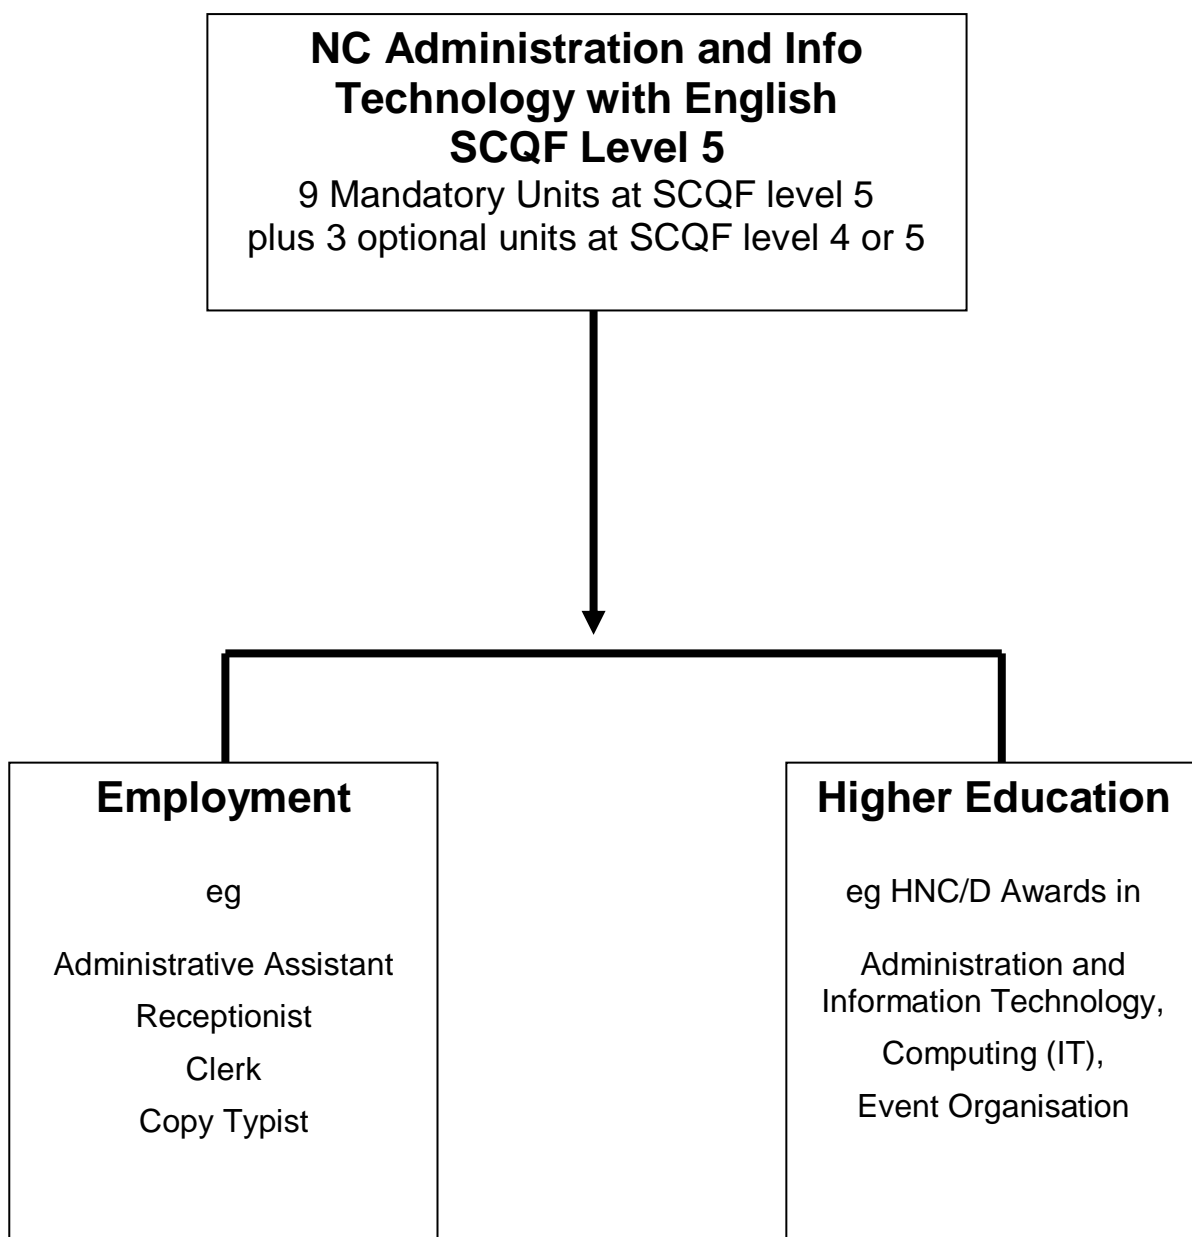 NC Administration and Info
Technology with English
SCQF Level 5
9 Mandatory Units at SCQF level 5
plus 3 optional units at SCQF level 4 or 5
Employment
eg
Administrative Assistant
Receptionist
Clerk
Copy Typist
Higher Education
eg HNC/D Awards in
Administration and
Information Technology,
Computing (IT),
Event Organisation